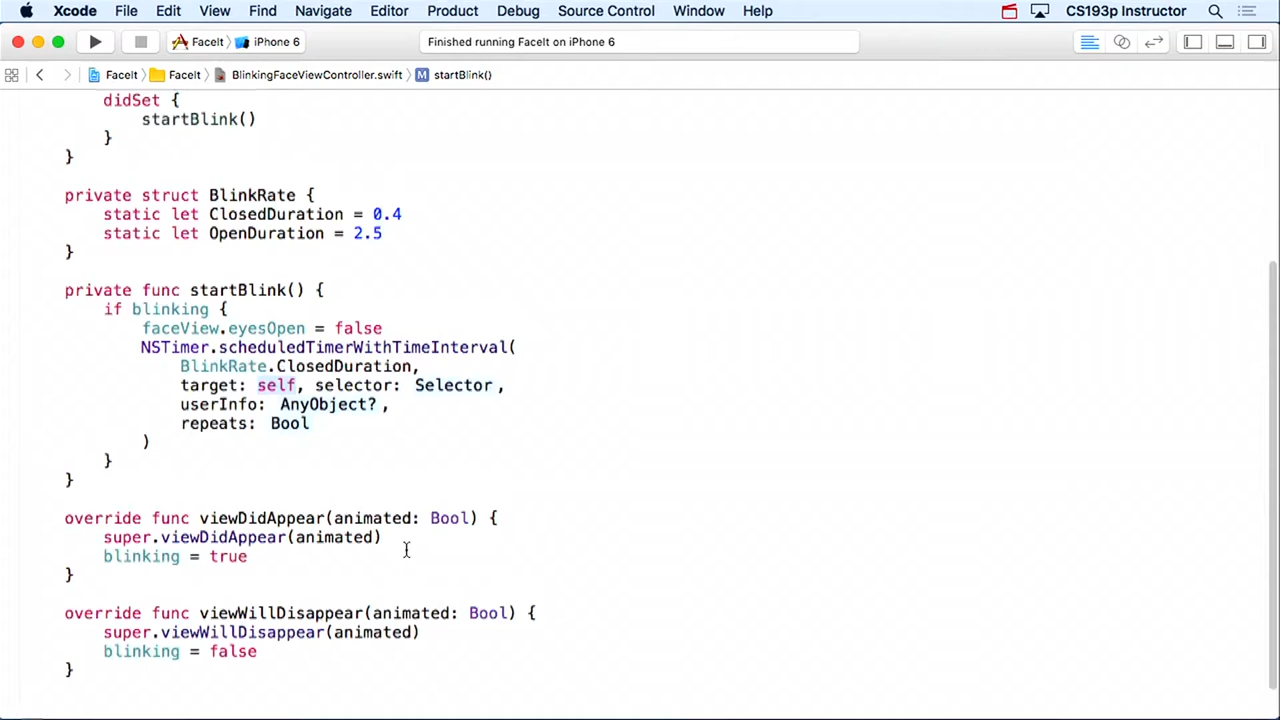 Xcode File Edit View Find Navigate Editor Product Debug Source Control Window Help CS193p Instructor
FaceIt iPhone 6 Finished running FaceIt on iPhone 6
FaceIt FaceIt BlinkingFaceViewController.swift M startBlink()
didSet {
startBlink()
}
}
private struct BlinkRate {
static let ClosedDuration = 0.4
static let OpenDuration = 2.5
}
private func startBlink() {
if blinking {
faceView.eyesOpen = false
NSTimer.scheduledTimerWithTimeInterval(
BlinkRate.ClosedDuration,
target: self, selector: Selector,
userInfo: AnyObject?,
repeats: Bool
)
}
}
override func viewDidAppear(animated: Bool) {
super.viewDidAppear(animated)
blinking = true
}
override func viewWillDisappear(animated: Bool) {
super.viewWillDisappear(animated)
blinking = false
}